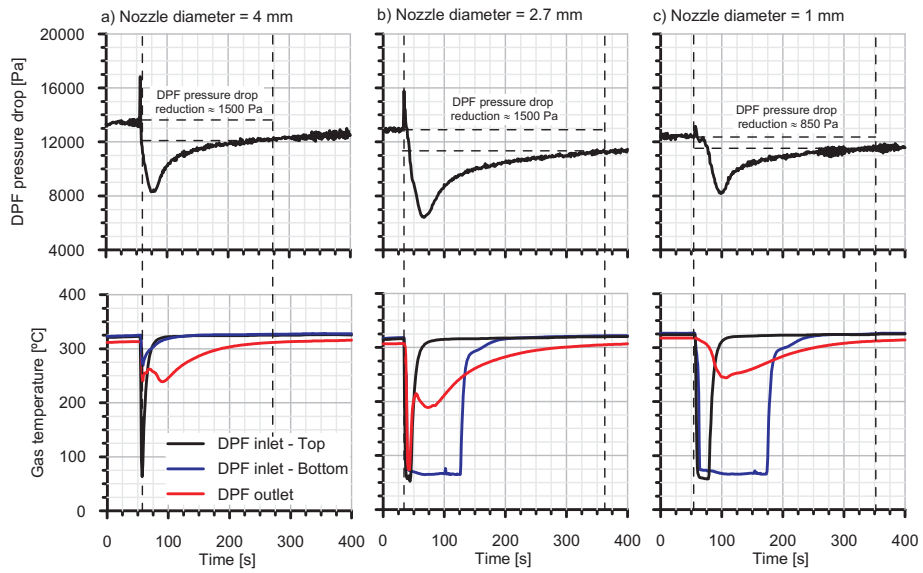 a) Nozzle diameter = 4 mm
b) Nozzle diameter = 2.7 mm
c) Nozzle diameter = 1 mm
DPF pressure drop [Pa]
20000
16000
12000
8000
4000
DPF pressure drop
reduction ≈ 1500 Pa
DPF pressure drop
reduction ≈ 1500 Pa
DPF pressure drop
reduction ≈ 850 Pa
Gas temperature [ºC]
400
300
200
100
0
DPF inlet - Top
DPF inlet - Bottom
DPF outlet
0 100 200 300 400
0 100 200 300 400
0 100 200 300 400
Time [s]
Time [s]
Time [s]